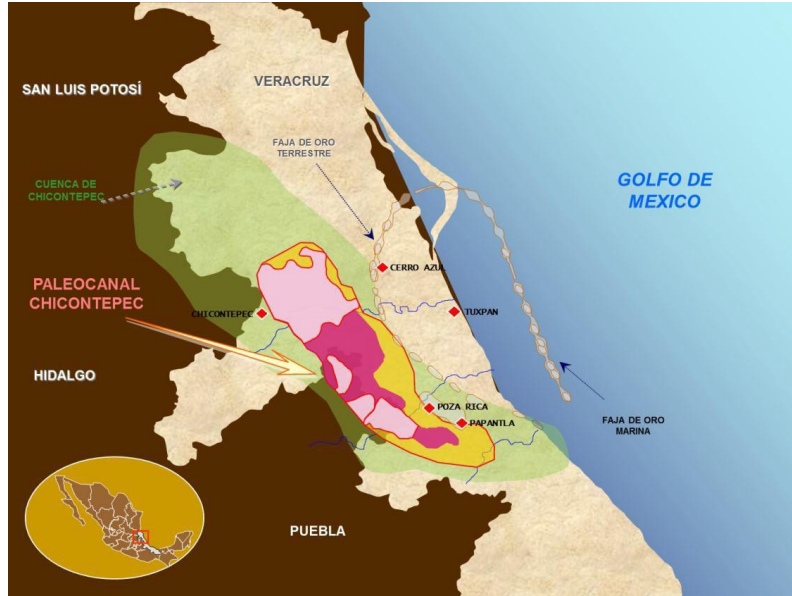 SAN LUIS POTOSÍ
VERACRUZ
FAJA DE ORO
TERRESTRE
GOLFO DE
MEXICO
CUENCA DE
CHICONTEPEC
CERRO AZUL
PALEOCANAL
CHICONTEPEC
CHICONTEPEC
TUXPAN
HIDALGO
POZA RICA
PAPANTLA
FAJA DE ORO
MARINA
PUEBLA